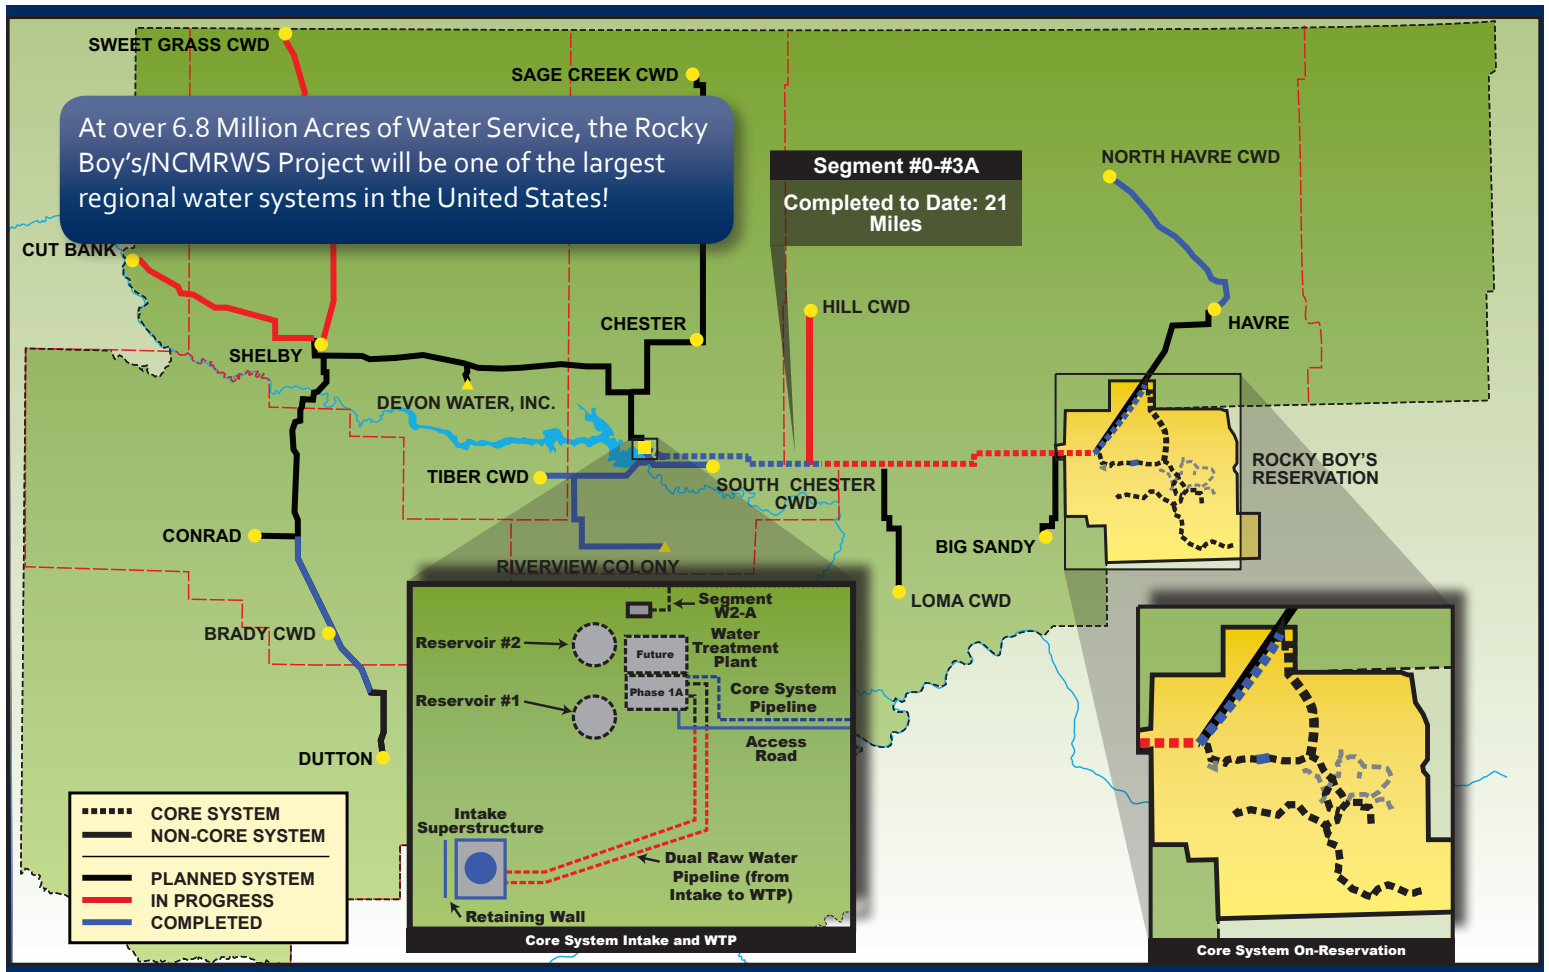 SWEET GRASS CWD
SAGE CREEK CWD
At over 6.8 Million Acres of Water Service, the Rocky
Boy's/NCMRWS Project will be one of the largest
regional water systems in the United States!
Segment #0-#3A
Completed to Date: 21
Miles
NORTH HAVRE CWD
CUT BANK
HILL CWD
CHESTER
HAVRE
SHELBY
DEVON WATER, INC.
TIBER CWD
SOUTH CHESTER
CWD
ROCKY BOY'S
RESERVATION
CONRAD
BIG SANDY
RIVERVIEW COLONY
LOMA CWD
BRADY CWD
DUTTON
Segment
W2-A
Reservoir #2
Water
Treatment
Plant
Future
Phase 1A
Reservoir #1
Core System
Pipeline
Access
Road
Intake
Superstructure
Dual Raw Water
Pipeline (from
Intake to WTP)
Retaining Wall
Core System Intake and WTP
CORE SYSTEM
NON-CORE SYSTEM
PLANNED SYSTEM
IN PROGRESS
COMPLETED
Core System On-Reservation